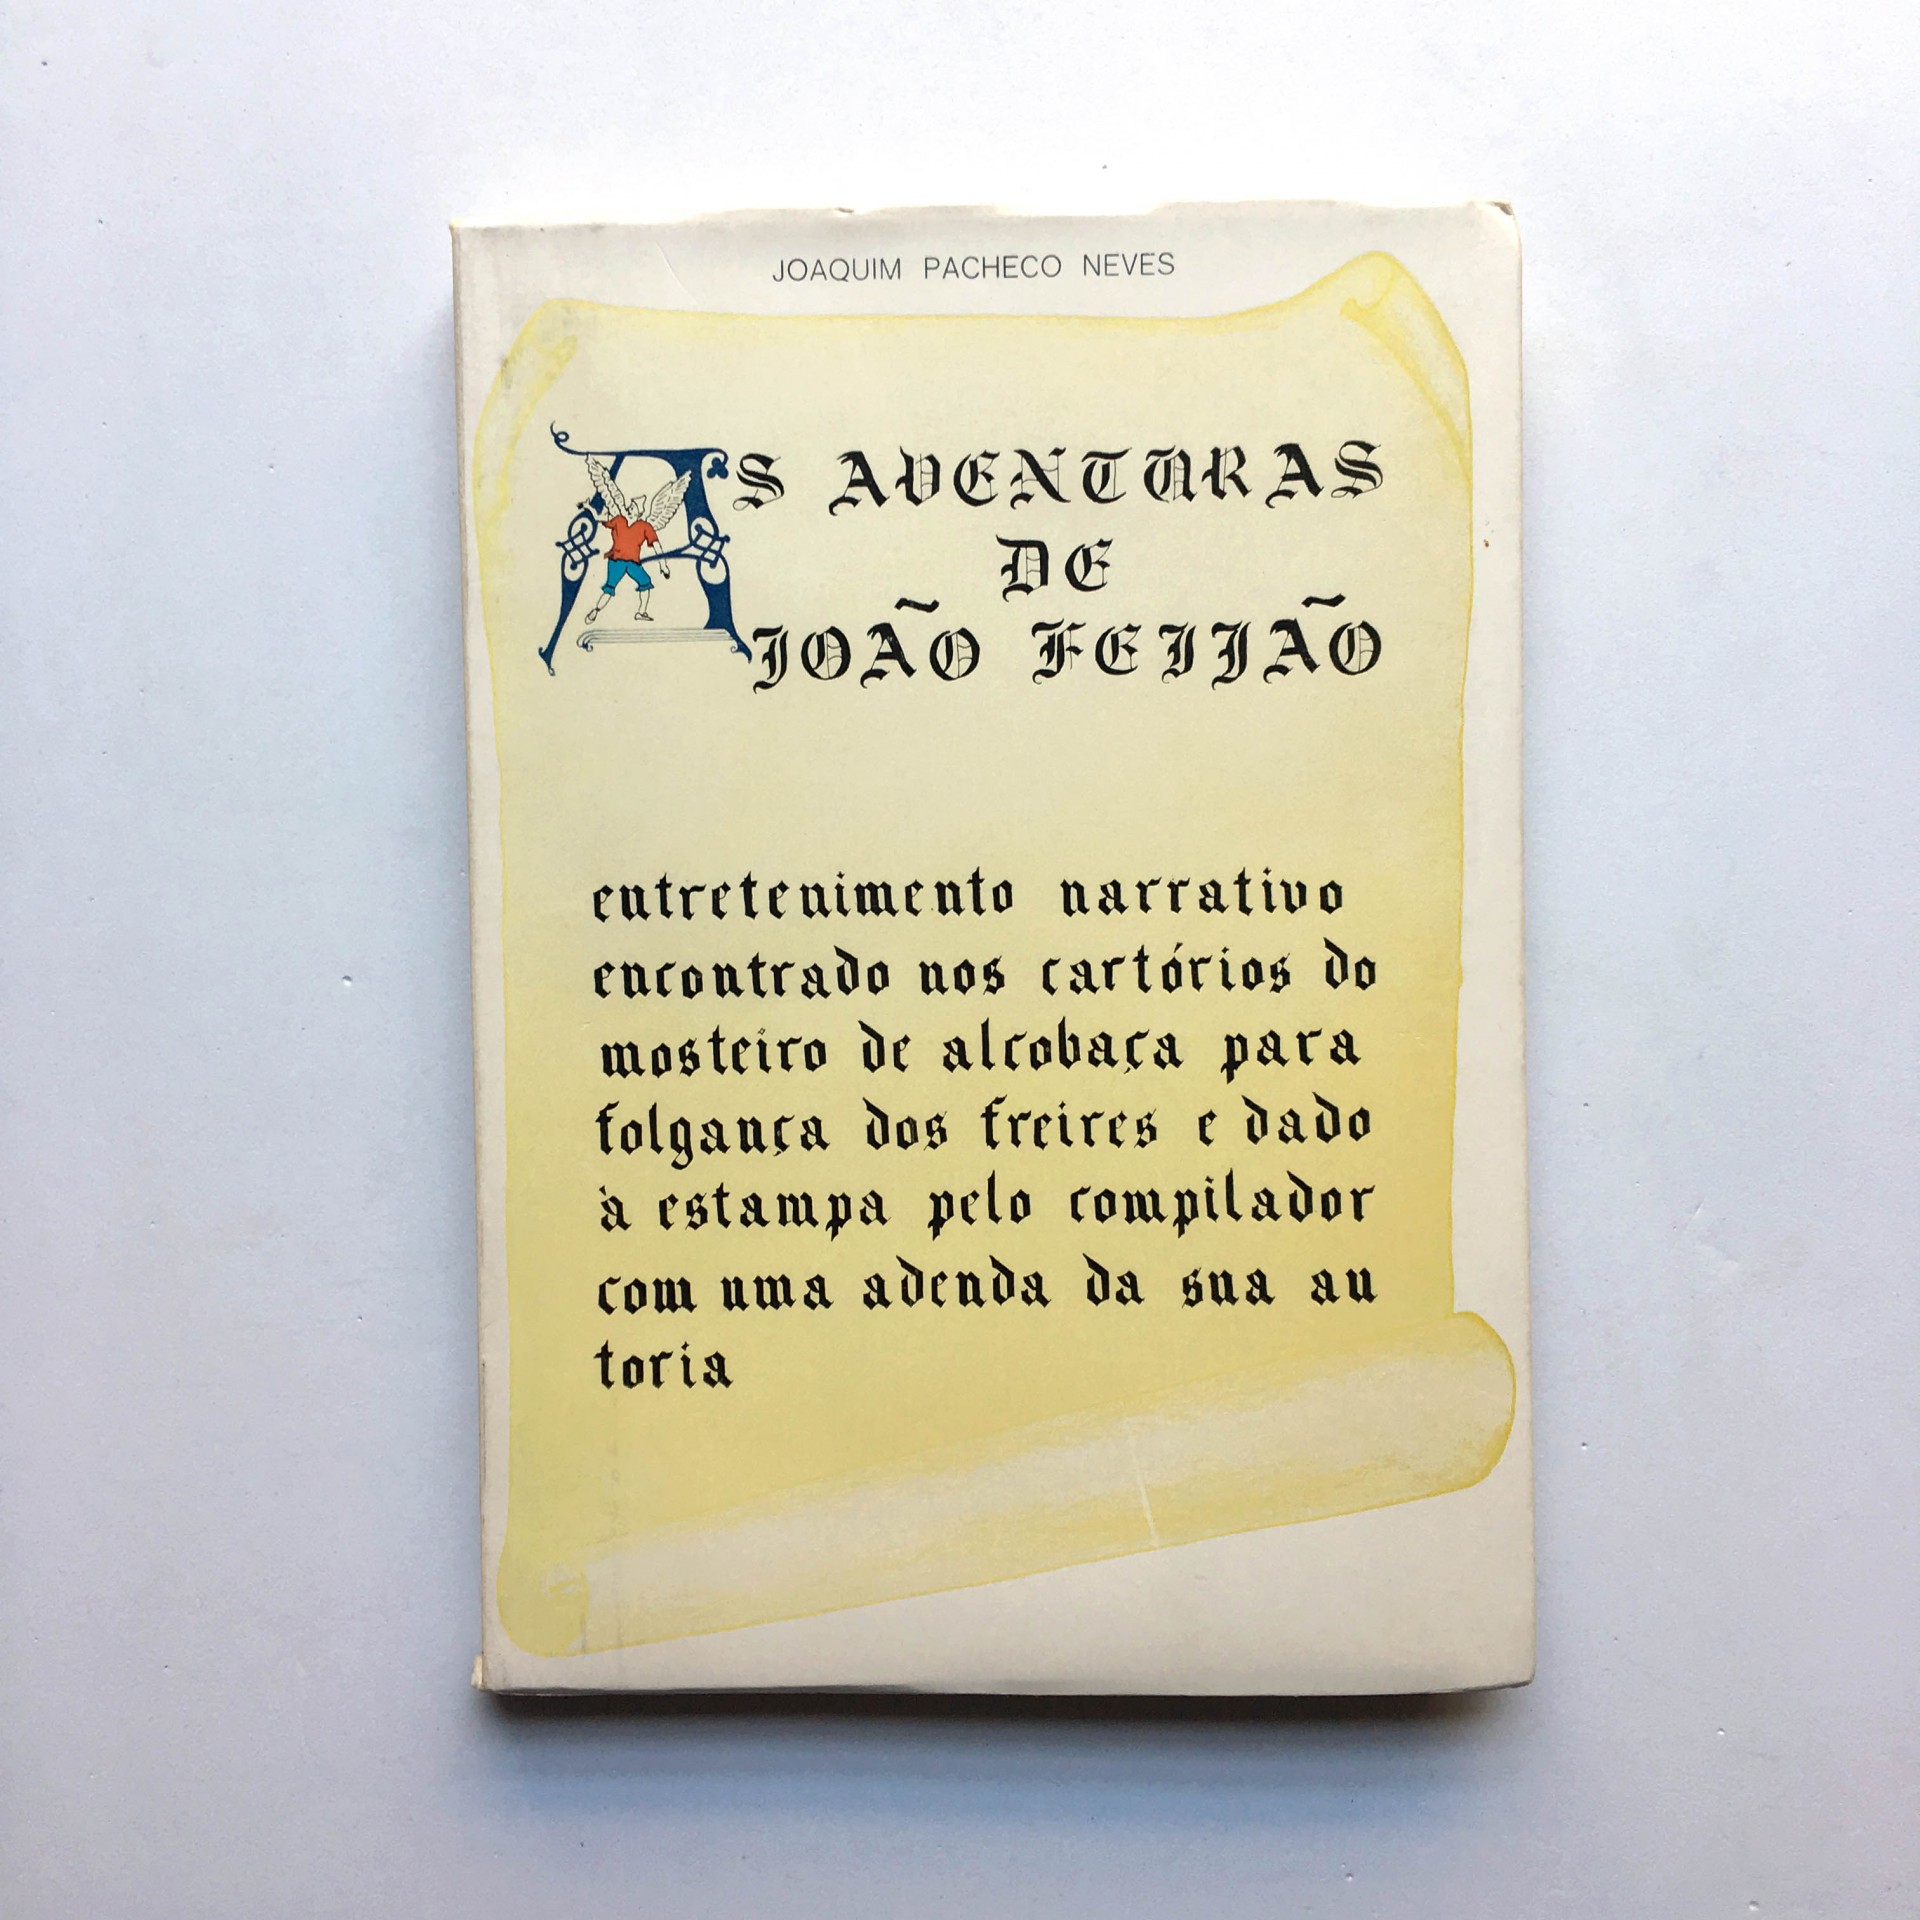 JOAQUIM PACHECO NEVES
AS AVENTURAS
DE
JOÃO FEIJÃO
entretenimento narrativo
encontrado nos cartórios do
mosteiro de alcobaça para
folgança dos freires e dado
à estampa pelo compilador
com uma adenda da sua au
toria